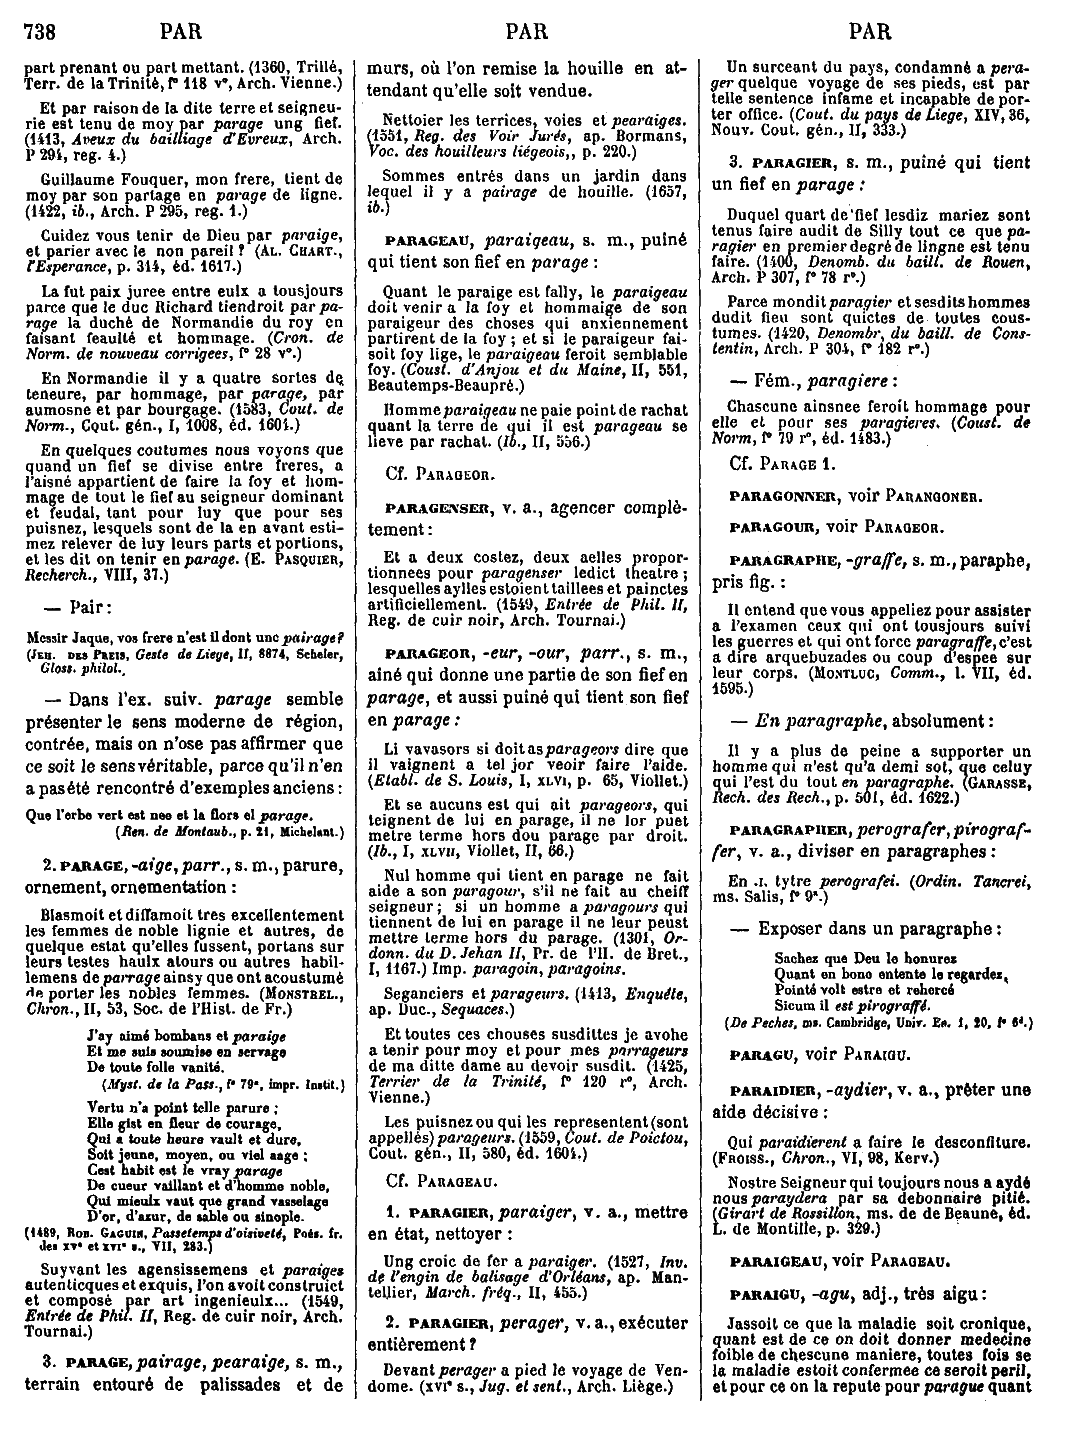 738 PAR PAR PAR
part prenant ou part mettant. (1360, Trillé,
Terr. de la Trinité, f° 118 v°, Arch. Vienne.)
Et par raison de la dite terre et seigneu-
rie est tenu de moy par parage ung fief.
(1413, Aveux du bailliage d'Evreux, Arch.
P 294, reg. 4.)
Guillaume Fouquer, mon frere, tient de
moy par son partage en parage de ligne.
(1422, ib., Arch. P 295, reg. 1.)
Cuidez vous tenir de Dieu par paraige,
et parier avec le non pareil ? (AL. CHART.,
l'Esperance, p. 314, éd. 1617.)
La fut paix juree entre eulx a tousjours
parce que le duc Richard tiendroit par pa-
rage la duché de Normandie du roy en
faisant feaulté et hommage. (Cron. de
Norm. de nouveau corrigees, f° 28 v°.)
En Normandie il y a quatre sortes de
teneure, par hommage, par parage, par
aumosne et par bourgage. (1583, Cout. de
Norm., Cout. gén., I, 1008, éd. 1604.)
En quelques coutumes nous voyons que
quand un fief se divise entre freres, a
l'aisné appartient de faire la foy et hom-
mage de tout le fief au seigneur dominant
et feudal, tant pour luy que pour ses
puisnez, lesquels sont de la en avant esti-
mez relever de luy leurs parts et portions,
et les dit on tenir en parage. (E. PASQUIER,
Recherch., VIII, 37.)
— Pair :
Messir Jaque, vos frere n'est il dont unc pairage?
(JEH. DES PREIS, Geste de Liege, II, 8874, Scheler,
Gloss. philol.
— Dans l'ex. suiv. parage semble
présenter le sens moderne de région,
contrée, mais on n'ose pas affirmer que
ce soit le sens véritable, parce qu'il n'en
a pas été rencontré d'exemples anciens :
Que l'erbe vert est nee et la flors el parage.
(Ren. de Montaub., p. 21, Michelant.)
2. PARAGE, -aige, parr., s. m., parure,
ornement, ornementation :
Blasmoit et diffamoit tres excellentement
les femmes de noble lignie et autres, de
quelque estat qu'elles fussent, portans sur
leurs testes haulx atours ou autres habil-
lemens de parrage ainsy que ont acoustumé
de porter les nobles femmes. (MONSTREL.,
Chron., II, 53, Soc. de l'Hist. de Fr.)
J'ay aimé bombans et paraige
Et me suis soumise en servage
De toute folle vanité.
(Myst. de la Pass., f° 79ᵃ, impr. Instit.)
Vertu n'a point telle parure ;
Elle gist en fleur de courage,
Qui a toute heure vault et dure,
Soit jeune, moyen, ou viel aage ;
Cest habit est le vray parage
De cueur vaillant et d'homme noble,
Qui mieulx vaut que grand vasselage
D'or, d'azur, de sable ou sinople.
(1489, ROB. GAGUIN, Passetemps d'oisiveté, Poés. fr.
des XVᵉ et XVIᵉ s., VII, 283.)
Suyvant les agensissemens et paraiges
autenticques et exquis, l'on avoit construict
et composé par art ingenieulx... (1549,
Entrée de Phil. II, Reg. de cuir noir, Arch.
Tournai.)
3. PARAGE, pairage, pearaige, s. m.,
terrain entouré de palissades et de
murs, où l'on remise la houille en at-
tendant qu'elle soit vendue.
Nettoier les terrices, voies et pearaiges.
(1551, Reg. des Voir Jurés, ap. Bormans,
Voc. des houilleurs liégeois,, p. 220.)
Sommes entrés dans un jardin dans
lequel il y a pairage de houille. (1657,
ib.)
PARAGEAU, paraigeau, s. m., puîné
qui tient son fief en parage :
Quant le paraige est fally, le paraigeau
doit venir a la foy et hommaige de son
paraigeur des choses qui anxiennement
partirent de la foy ; et si le paraigeur fai-
soit foy lige, le paraigeau feroit semblable
foy. (Coust. d'Anjou et du Maine, II, 551,
Beautemps-Beaupré.)
Homme paraigeau ne paie point de rachat
quant la terre de qui il est parageau se
lieve par rachat. (Ib., II, 556.)
Cf. PARAGEOR.
PARAGENSER, v. a., agencer complè-
tement :
Et a deux costez, deux aelles propor-
tionnees pour paragenser ledict theatre ;
lesquelles aylles estoient taillees et painctes
artificiellement. (1549, Entrée de Phil. II,
Reg. de cuir noir, Arch. Tournai.)
PARAGEOR, -eur, -our, parr., s. m.,
aîné qui donne une partie de son fief en
parage, et aussi puîné qui tient son fief
en parage :
Li vavasors si doit as parageors dire que
il vaignent a tel jor veoir faire l'aide.
(Etabl. de S. Louis, I, XLVI, p. 65, Viollet.)
Et se aucuns est qui ait parageors, qui
teignent de lui en parage, il ne lor puet
metre terme hors dou parage par droit.
(Ib., I, XLVII, Viollet, II, 66.)
Nul homme qui tient en parage ne fait
aide a son paragour, s'il ne fait au cheiff
seigneur ; si un homme a paragours qui
tiennent de lui en parage il ne leur peust
mettre terme hors du parage. (1301, Or-
donn. du D. Jehan II, Pr. de l'H. de Bret.,
I, 1167.) Imp. paragoin, paragoins.
Seganciers et parageurs. (1413, Enquête,
ap. Duc., Sequaces.)
Et toutes ces chouses susdittes je avohe
a tenir pour moy et pour mes parrageurs
de ma ditte dame au devoir susdit. (1425,
Terrier de la Trinité, f° 120 r°, Arch.
Vienne.)
Les puisnez ou qui les representent (sont
appellés) parageurs. (1559, Cout. de Poictou,
Cout. gén., II, 580, éd. 1604.)
Cf. PARAGEAU.
1. PARAGIER, paraiger, v. a., mettre
en état, nettoyer :
Ung croic de fer a paraiger. (1527, Inv.
de l'engin de balisage d'Orléans, ap. Man-
tellier, March. fréq., II, 455.)
2. PARAGIER, perager, v. a., exécuter
entièrement ?
Devant perager a pied le voyage de Ven-
dome. (XVIᵉ s., Jug. et sent., Arch. Liège.)
Un surceant du pays, condamné a pera-
ger quelque voyage de ses pieds, est par
telle sentence infame et incapable de por-
ter office. (Cout. du pays de Liege, XIV, 36,
Nouv. Cout. gén., II, 333.)
3. PARAGIER, s. m., puîné qui tient
un fief en parage :
Duquel quart de fief lesdiz mariez sont
tenus faire audit de Silly tout ce que pa-
ragier en premier degré de lingne est tenu
faire. (1400, Denomb. du baill. de Rouen,
Arch. P 307, f° 78 r°.)
Parce mondit paragier et sesdits hommes
dudit fieu sont quictes de toutes cous-
tumes. (1420, Denombr. du baill. de Cons-
tentin, Arch. P 304, f° 182 r°.)
— Fém., paragiere :
Chascune ainsnee feroit hommage pour
elle et pour ses paragieres. (Coust. de
Norm, f° 79 r°, éd. 1483.)
Cf. PARAGE 1.
PARAGONNER, voir PARANGONER.
PARAGOUR, voir PARAGEOR.
PARAGRAPHE, -graffe, s. m., paraphe,
pris fig. :
Il entend que vous appeliez pour assister
a l'examen ceux qui ont tousjours suivi
les guerres et qui ont force paragraffe, c'est
a dire arquebuzades ou coup d'espee sur
leur corps. (MONTLUC, Comm., l. VII, éd.
1595.)
— En paragraphe, absolument :
Il y a plus de peine a supporter un
homme qui n'est qu'a demi sot, que celuy
qui l'est du tout en paragraphe. (GARASSE,
Rech. des Rech., p. 501, éd. 1622.)
PARAGRAPHER, perografer, pirograf-
fer, v. a., diviser en paragraphes :
En .I. tytre perografei. (Ordin. Tancrei,
ms. Salis, f° 9ᵃ.)
— Exposer dans un paragraphe :
Sachez que Deu le honurez
Quant en bone entente le regardez,
Pointé volt estre et rehercé
Sicum il est pirograffé.
(De Peches, ms. Cambridge, Univ. Ee. 1, 20, f° 6ᵈ.)
PARAGU, voir PARAIGU.
PARAIDIER, -aydier, v. a., prêter une
aide décisive :
Qui paraidierent a faire le desconfiture.
(FROISS., Chron., VI, 98, Kerv.)
Nostre Seigneur qui toujours nous a aydé
nous paraydera par sa debonnaire pitié.
(Girart de Rossillon, ms. de de Beaune, éd.
L. de Montille, p. 329.)
PARAIGEAU, voir PARAGEAU.
PARAIGU, -agu, adj., très aigu :
Jassoit ce que la maladie soit cronique,
quant est de ce on doit donner medecine
foible de chescune maniere, toutes fois se
la maladie estoit confermee ce seroit peril,
et pour ce on la repute pour parague quant